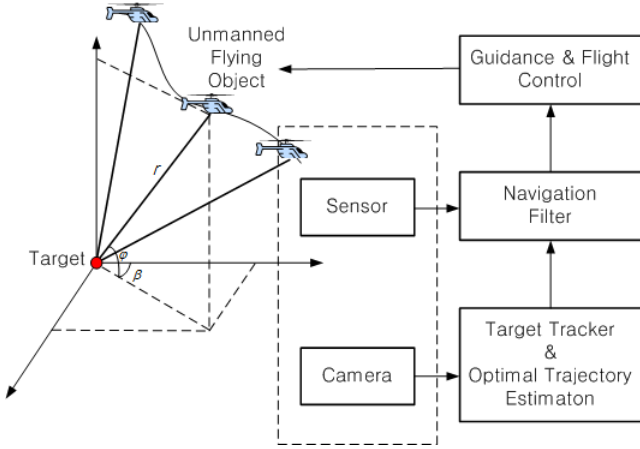 Unmanned
Flying
Object
Guidance & Flight
Control
r
Sensor
Navigation
Filter
Target
φ
β
Camera
Target Tracker
&
Optimal Trajectory
Estimaton